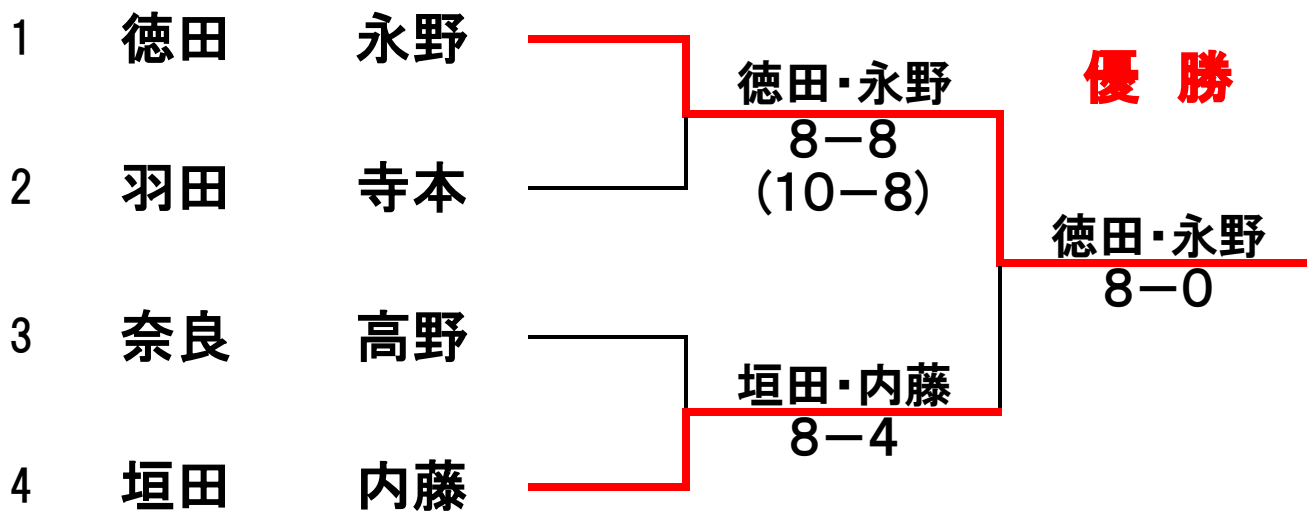 1 徳田 永野
徳田・永野
優 勝
8－8
2 羽田 寺本
(10－8)
徳田・永野
8－0
3 奈良 高野
垣田・内藤
8－4
4 垣田 内藤